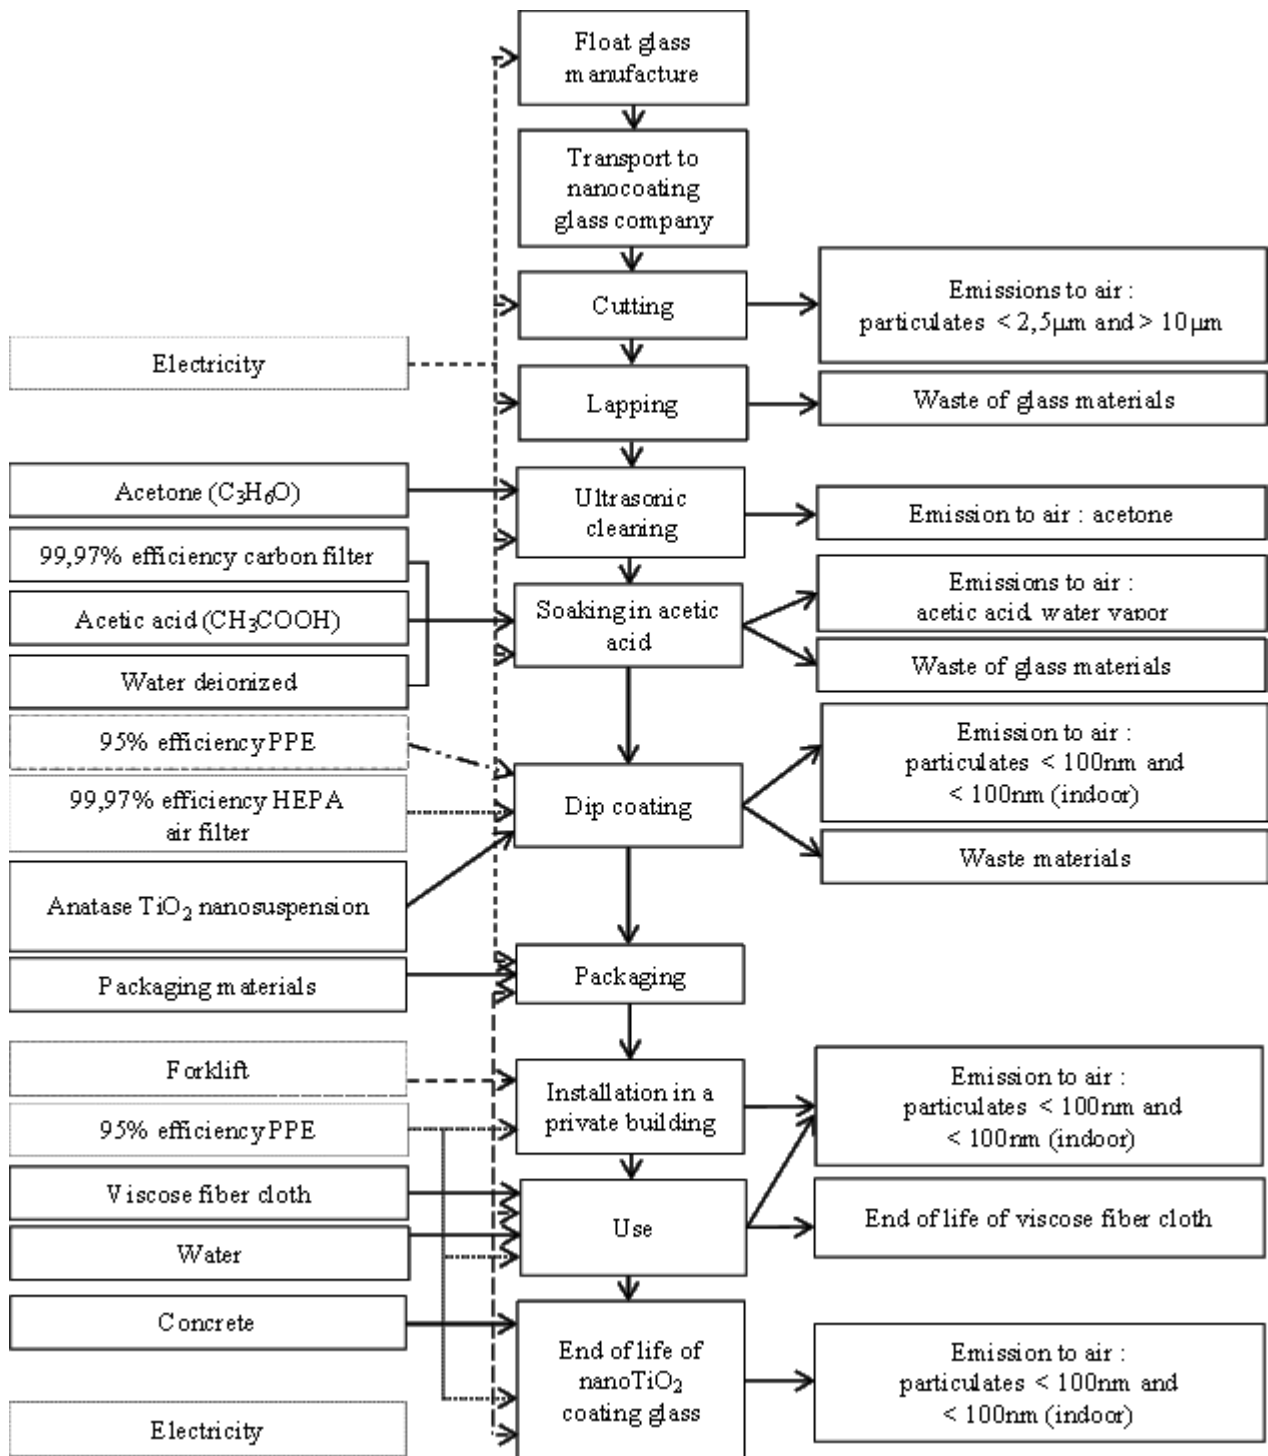 Float glass
manufacture
Transport to
nanocoating
glass company
Cutting
Emissions to air :
particulates < 2,5µm and > 10µm
Electricity
Lapping
Waste of glass materials
Acetone (C₃H₆O)
Ultrasonic
cleaning
Emission to air : acetone
99,97% efficiency carbon filter
Acetic acid (CH₃COOH)
Water deionized
Soaking in acetic
acid
Emissions to air :
acetic acid, water vapor
Waste of glass materials
95% efficiency PPE
99,97% efficiency HEPA
air filter
Anatase TiO₂ nanosuspension
Dip coating
Emission to air :
particulates < 100nm and
< 100nm (indoor)
Waste materials
Packaging materials
Packaging
Forklift
95% efficiency PPE
Installation in a
private building
Emission to air :
particulates < 100nm and
< 100nm (indoor)
Viscose fiber cloth
Water
Use
End of life of viscose fiber cloth
Concrete
Electricity
End of life of
nanoTiO₂
coating glass
Emission to air :
particulates < 100nm and
< 100nm (indoor)